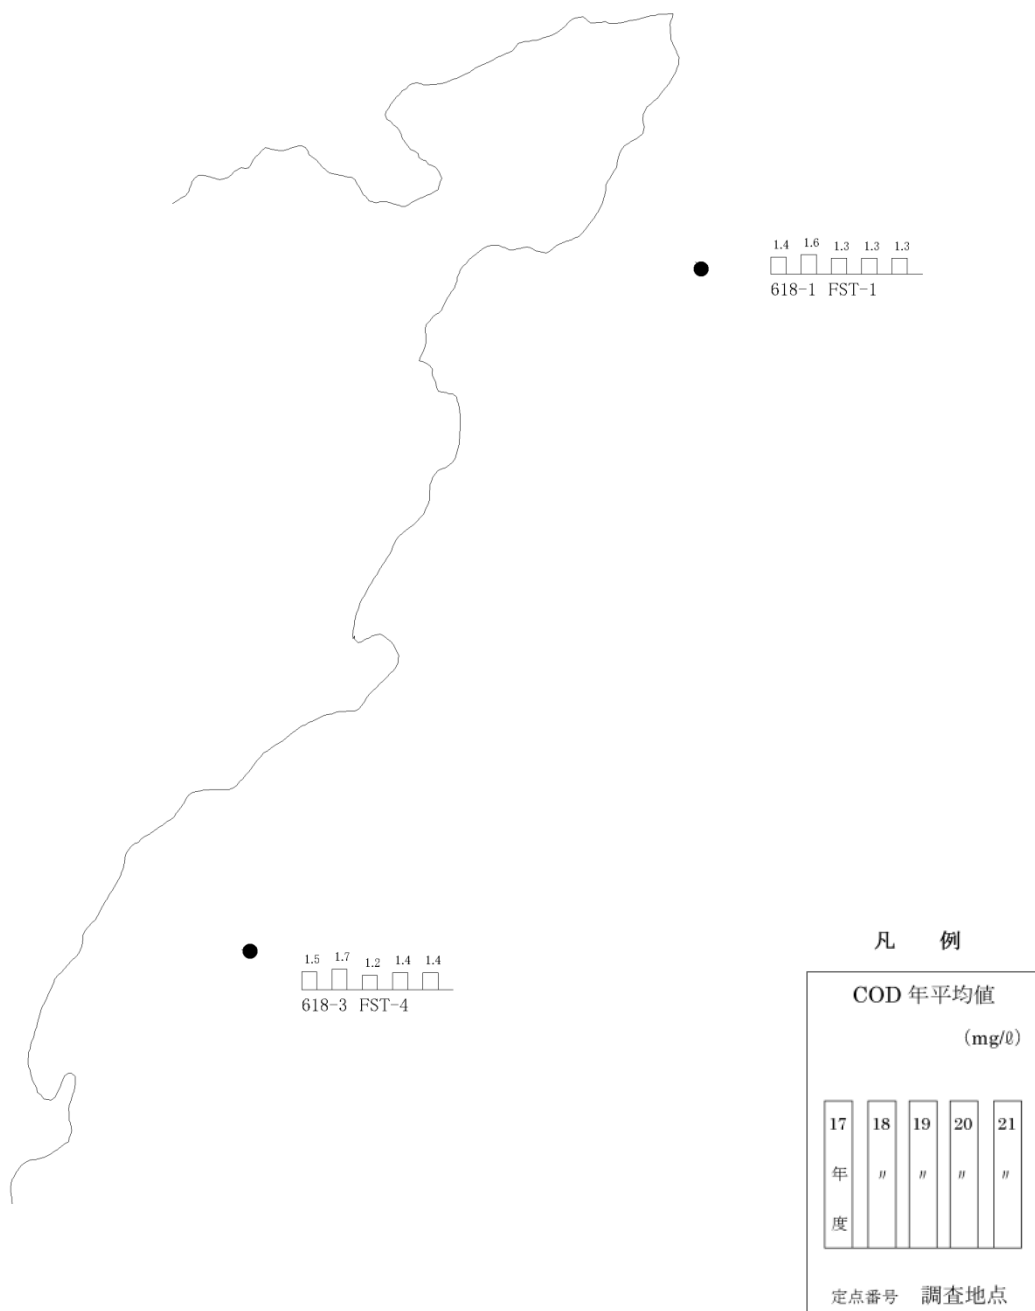 1.4 1.6 1.3 1.3 1.3
618-1 FST-1
1.5 1.7 1.2 1.4 1.4
618-3 FST-4
凡 例
COD 年平均値
(mg/ℓ)
17 18 19 20 21
年 〃 〃 〃 〃
度
定点番号 調査地点